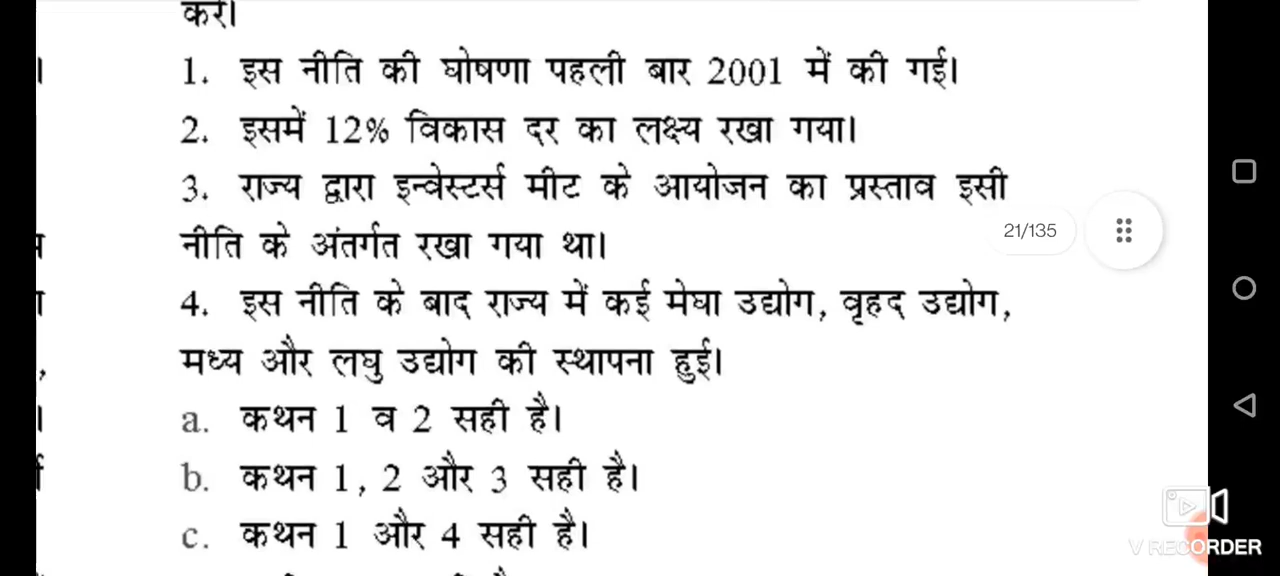 करें।
1. इस नीति की घोषणा पहली बार 2001 में की गई।
2. इसमें 12% विकास दर का लक्ष्य रखा गया।
3. राज्य द्वारा इन्वेस्टर्स मीट के आयोजन का प्रस्ताव इसी
21/135
नीति के अंतर्गत रखा गया था।
4. इस नीति के बाद राज्य में कई मेघा उद्योग, वृहद उद्योग,
मध्य और लघु उद्योग की स्थापना हुई।
a. कथन 1 व 2 सही है।
b. कथन 1, 2 और 3 सही है।
c. कथन 1 और 4 सही है।
V RECORDER